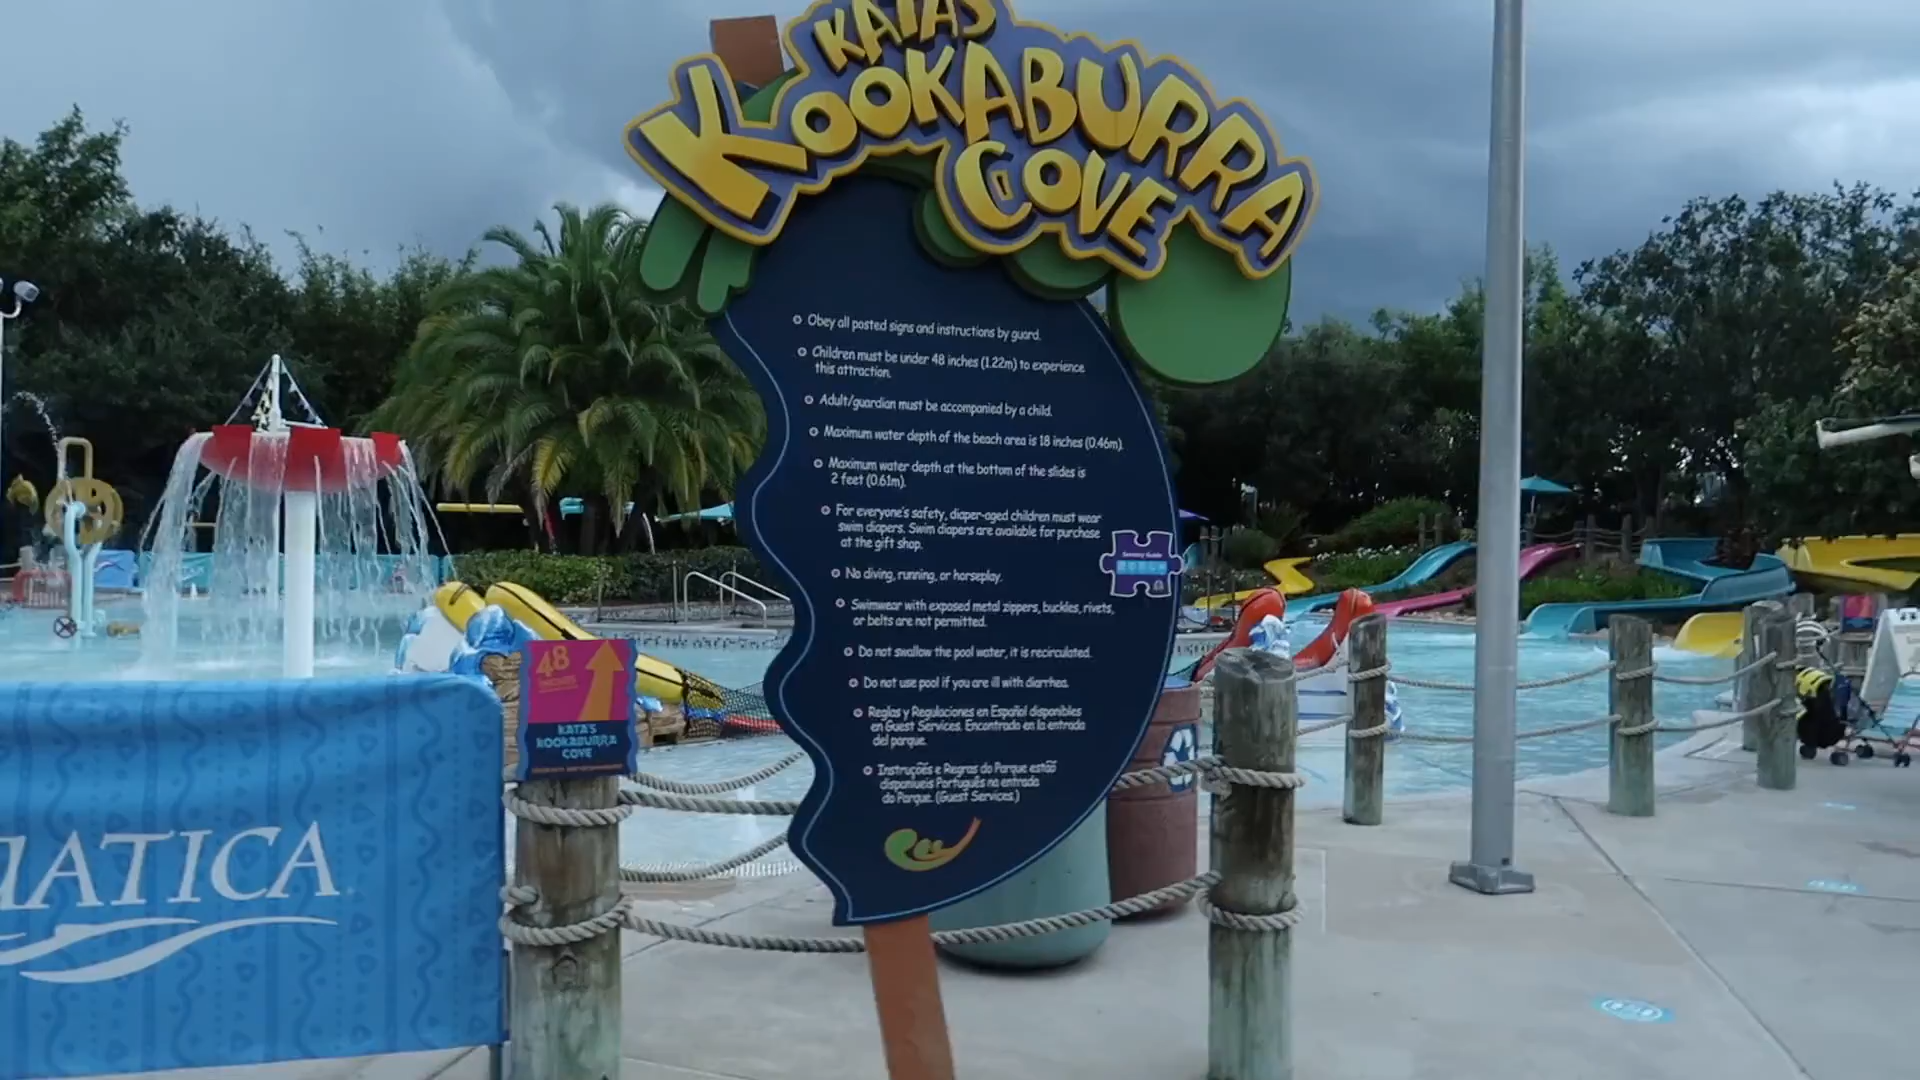 KATA'S
KOOKABURRA
COVE
Obey all posted signs and instructions by guard.
Children must be under 48 inches (1.22m) to experience
this attraction.
Adult/guardian must be accompanied by a child.
Maximum water depth of the beach area is 18 inches (0.46m).
Maximum water depth at the bottom of the slides is
2 feet (0.61m).
For everyone's safety, diaper-aged children must wear
swim diapers. Swim diapers are available for purchase
at the gift shop.
No diving, running, or horseplay.
Swimwear with exposed metal zippers, buckles, rivets,
or belts are not permitted.
Do not swallow the pool water, it is recirculated.
Do not use pool if you are ill with diarrhea.
Reglas y Regulaciones en Español disponibles
en Guest Services. Encontrado en la entrada
del parque.
Instruções e Regras do Parque estão
disponíueis Português na entrada
do Parque. (Guest Services.)
Sensory Guide
48
INCHES
KATA'S
KOOKABURRA
COVE
UATICA